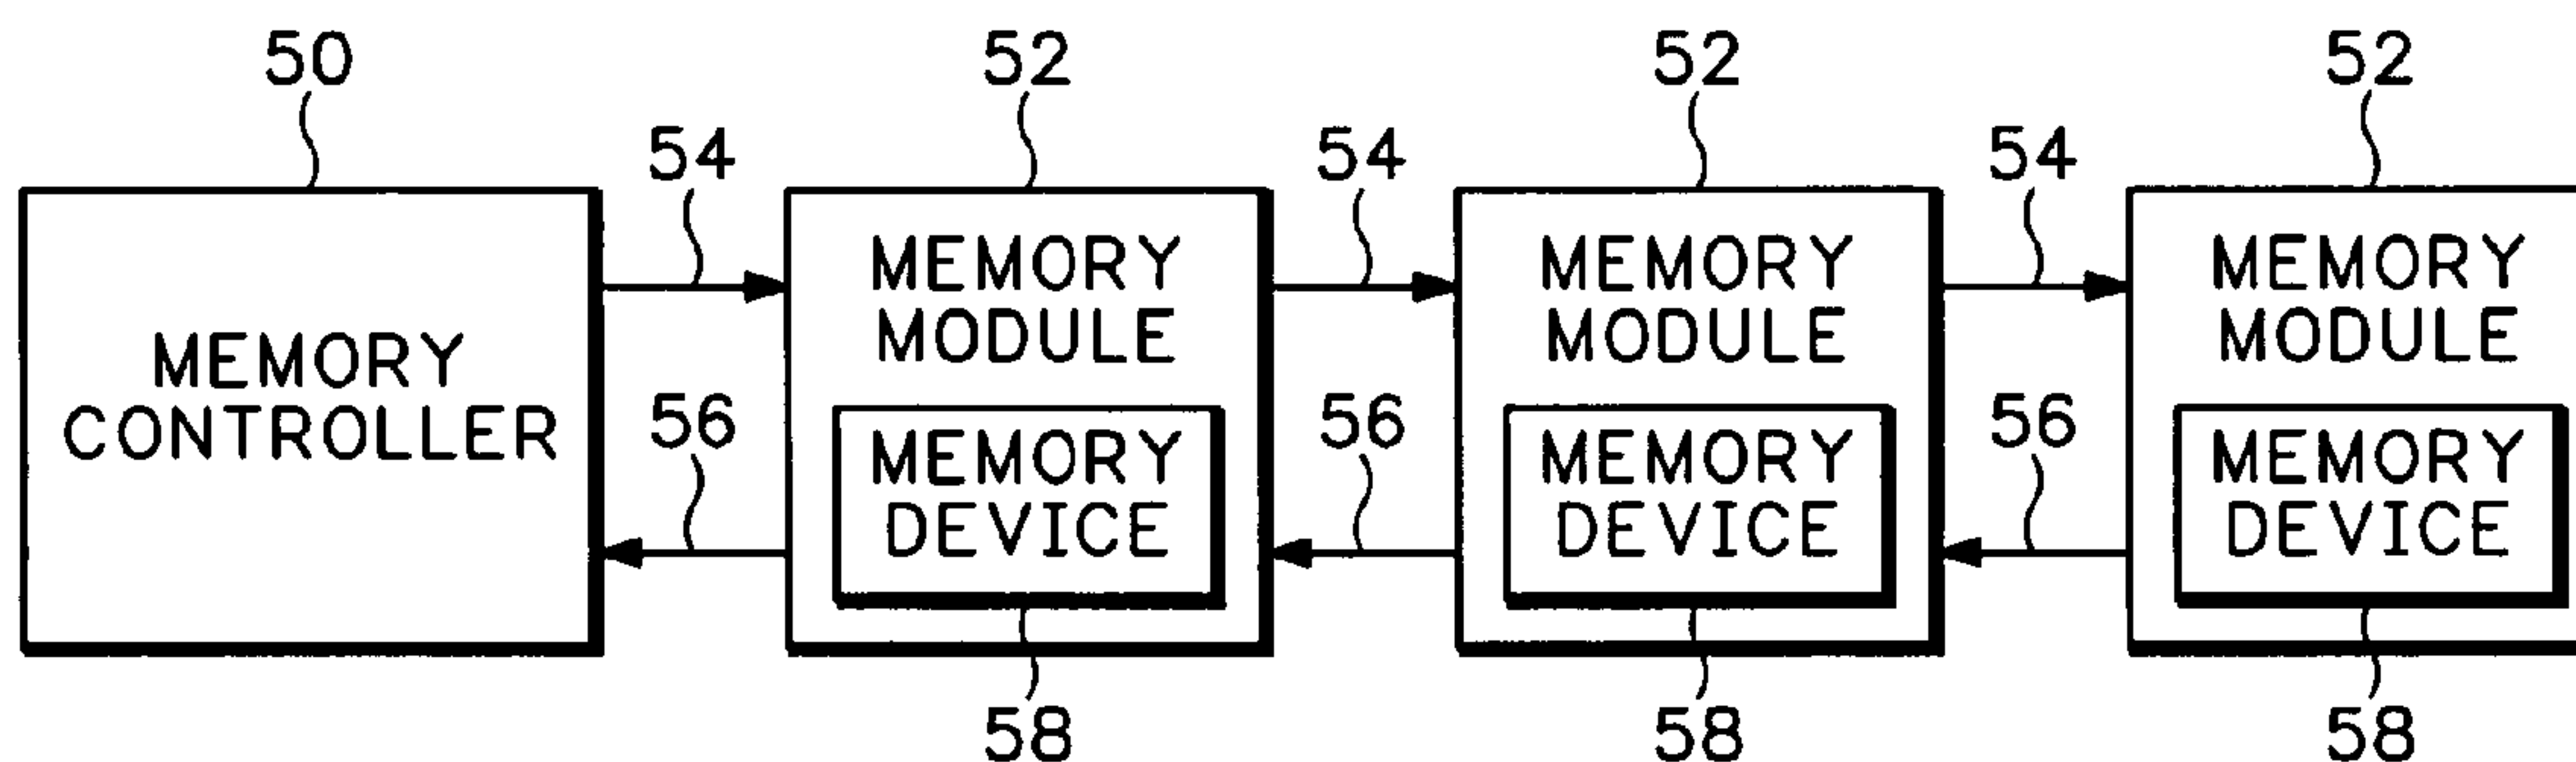 50 52 52 52
54 54 54
MEMORY CONTROLLER
MEMORY MODULE
MEMORY MODULE
MEMORY MODULE
56 56 56
MEMORY DEVICE
MEMORY DEVICE
MEMORY DEVICE
58 58 58